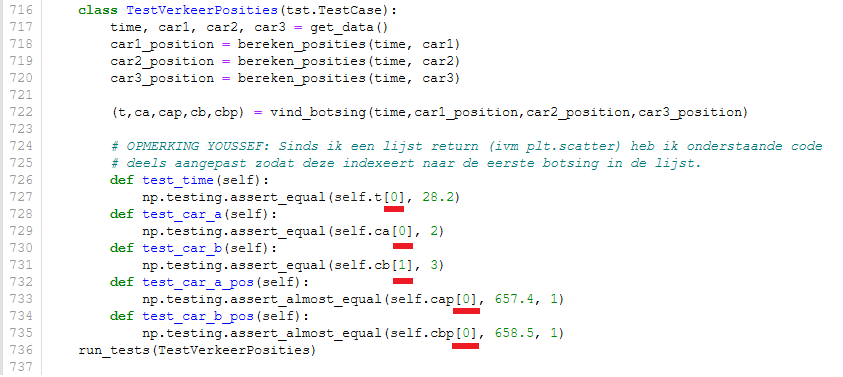 716 class TestVerkeerPosities(tst.TestCase):
717 time, car1, car2, car3 = get_data()
718 car1_position = bereken_posities(time, car1)
719 car2_position = bereken_posities(time, car2)
720 car3_position = bereken_posities(time, car3)
721
722 (t,ca,cap,cb,cbp) = vind_botsing(time,car1_position,car2_position,car3_position)
723
724 # OPMERKING YOUSSEF: Sinds ik een lijst return (ivm plt.scatter) heb ik onderstaande code
725 # deels aangepast zodat deze indexeert naar de eerste botsing in de lijst.
726 def test_time(self):
727 np.testing.assert_equal(self.t[0], 28.2)
728 def test_car_a(self):
729 np.testing.assert_equal(self.ca[0], 2)
730 def test_car_b(self):
731 np.testing.assert_equal(self.cb[1], 3)
732 def test_car_a_pos(self):
733 np.testing.assert_almost_equal(self.cap[0], 657.4, 1)
734 def test_car_b_pos(self):
735 np.testing.assert_almost_equal(self.cbp[0], 658.5, 1)
736 run_tests(TestVerkeerPosities)
737